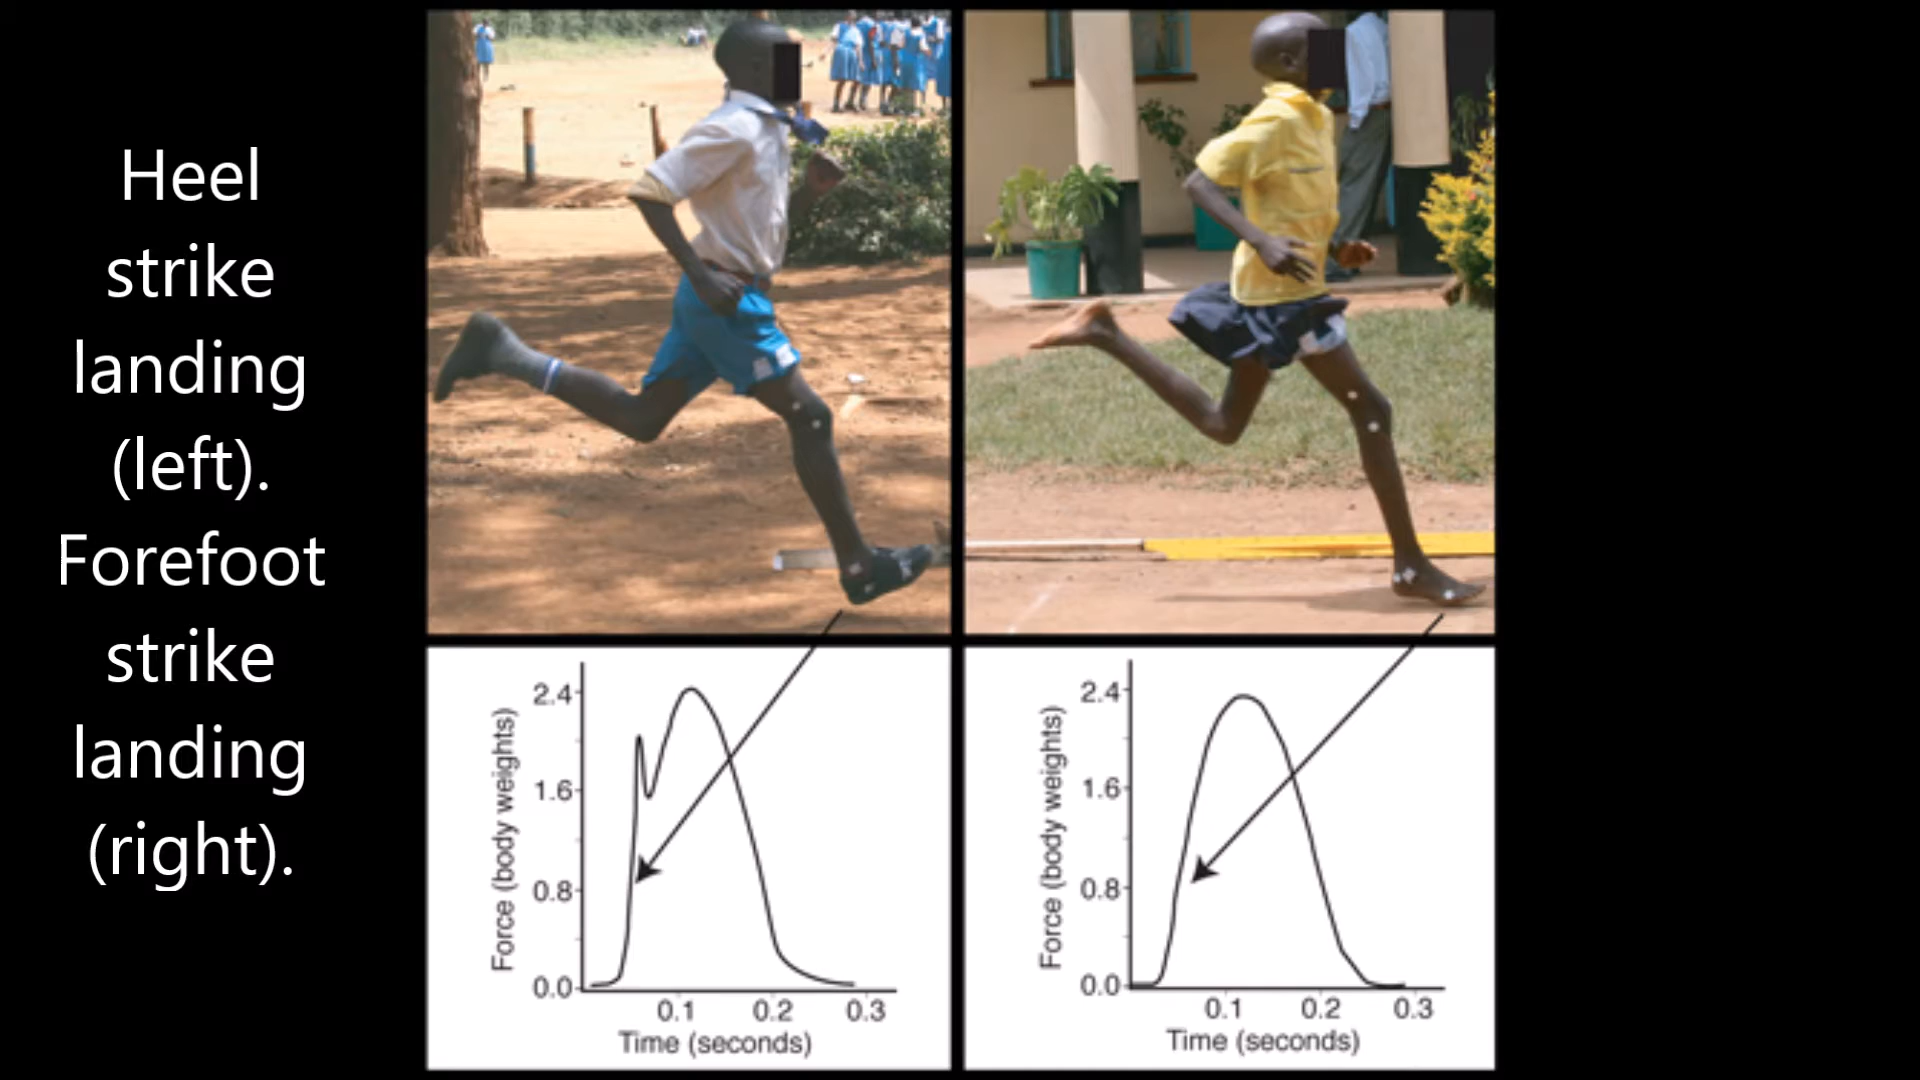 Heel
strike
landing
(left).
Forefoot
strike
landing
(right).
Force (body weights)
2.4
1.6
0.8
0.0
0.1 0.2 0.3
Time (seconds)
Force (body weights)
2.4
1.6
0.8
0.0
0.1 0.2 0.3
Time (seconds)